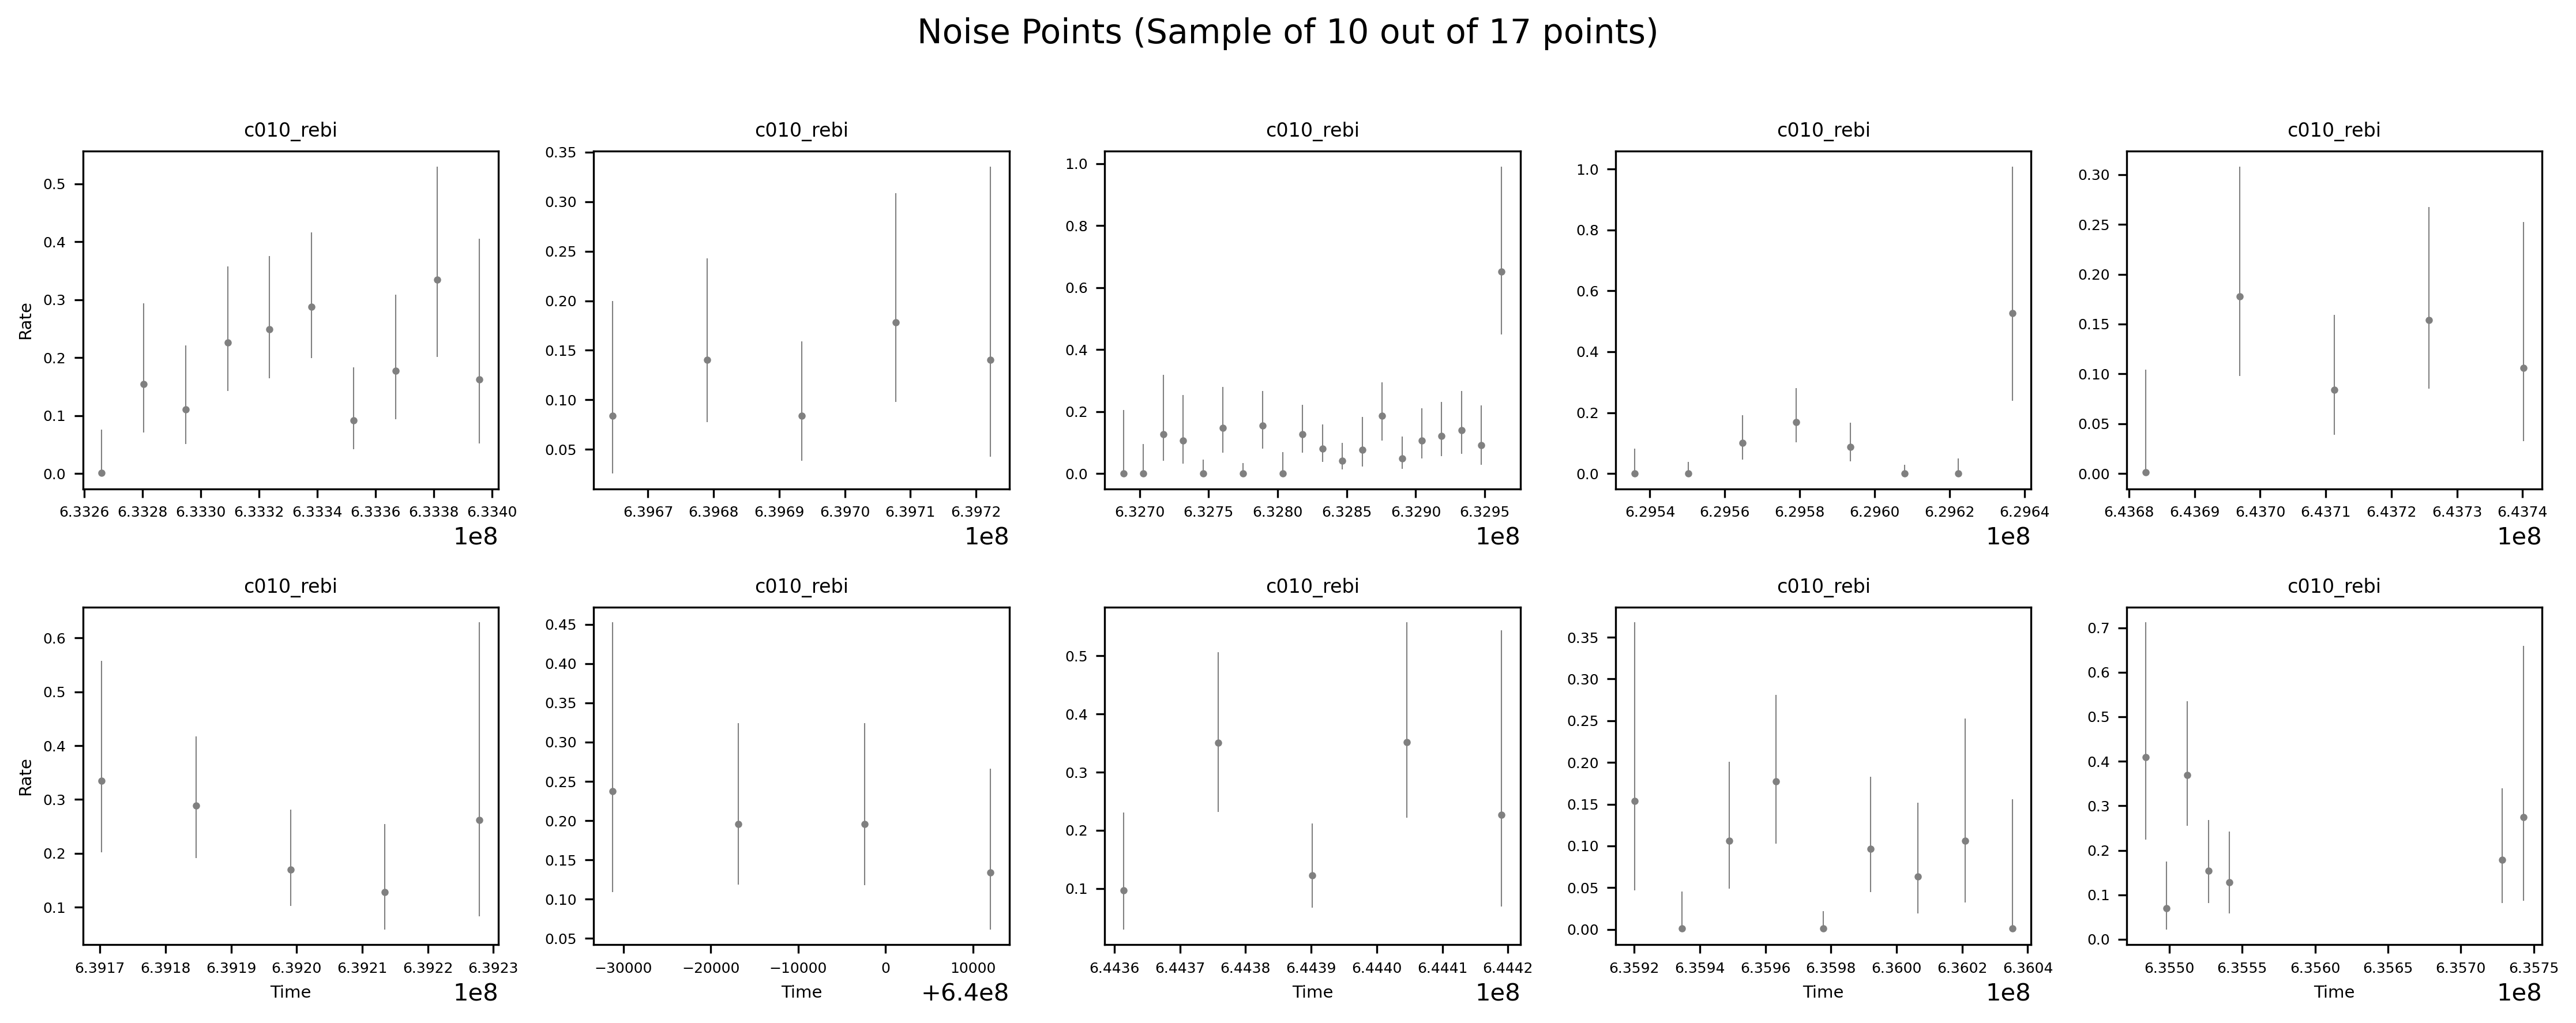 Noise Points (Sample of 10 out of 17 points)
c010_rebi c010_rebi c010_rebi c010_rebi c010_rebi
Rate
0.5 0.4 0.3 0.2 0.1 0.0
6.3326 6.3328 6.3330 6.3332 6.3334 6.3336 6.3338 6.3340
1e8
0.35 0.30 0.25 0.20 0.15 0.10 0.05
6.3967 6.3968 6.3969 6.3970 6.3971 6.3972
1e8
1.0 0.8 0.6 0.4 0.2 0.0
6.3270 6.3275 6.3280 6.3285 6.3290 6.3295
1e8
1.0 0.8 0.6 0.4 0.2 0.0
6.2954 6.2956 6.2958 6.2960 6.2962 6.2964
1e8
0.30 0.25 0.20 0.15 0.10 0.05 0.00
6.4368 6.4369 6.4370 6.4371 6.4372 6.4373 6.4374
1e8
c010_rebi c010_rebi c010_rebi c010_rebi c010_rebi
Rate
0.6 0.5 0.4 0.3 0.2 0.1
6.3917 6.3918 6.3919 6.3920 6.3921 6.3922 6.3923
Time 1e8
0.45 0.40 0.35 0.30 0.25 0.20 0.15 0.10 0.05
−30000 −20000 −10000 0 10000
Time +6.4e8
0.5 0.4 0.3 0.2 0.1
6.4436 6.4437 6.4438 6.4439 6.4440 6.4441 6.4442
Time 1e8
0.35 0.30 0.25 0.20 0.15 0.10 0.05 0.00
6.3592 6.3594 6.3596 6.3598 6.3600 6.3602 6.3604
Time 1e8
0.7 0.6 0.5 0.4 0.3 0.2 0.1 0.0
6.3550 6.3555 6.3560 6.3565 6.3570 6.3575
Time 1e8